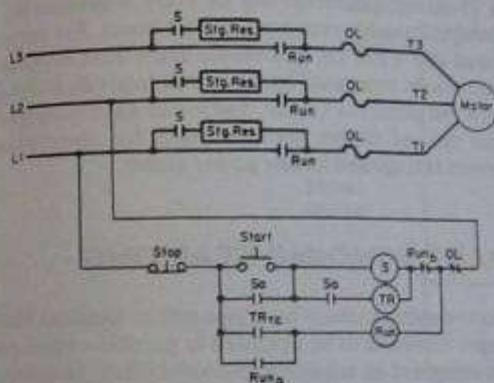 S
Stg. Res.
OL
T3
L3
Run
S
Stg. Res.
OL
T2
Motor
L2
Run
S
Stg. Res.
OL
T1
L1
Run
Stop
Start
S
Run b
OL
Sa
Sa
TR
TR TC
Run
Run a